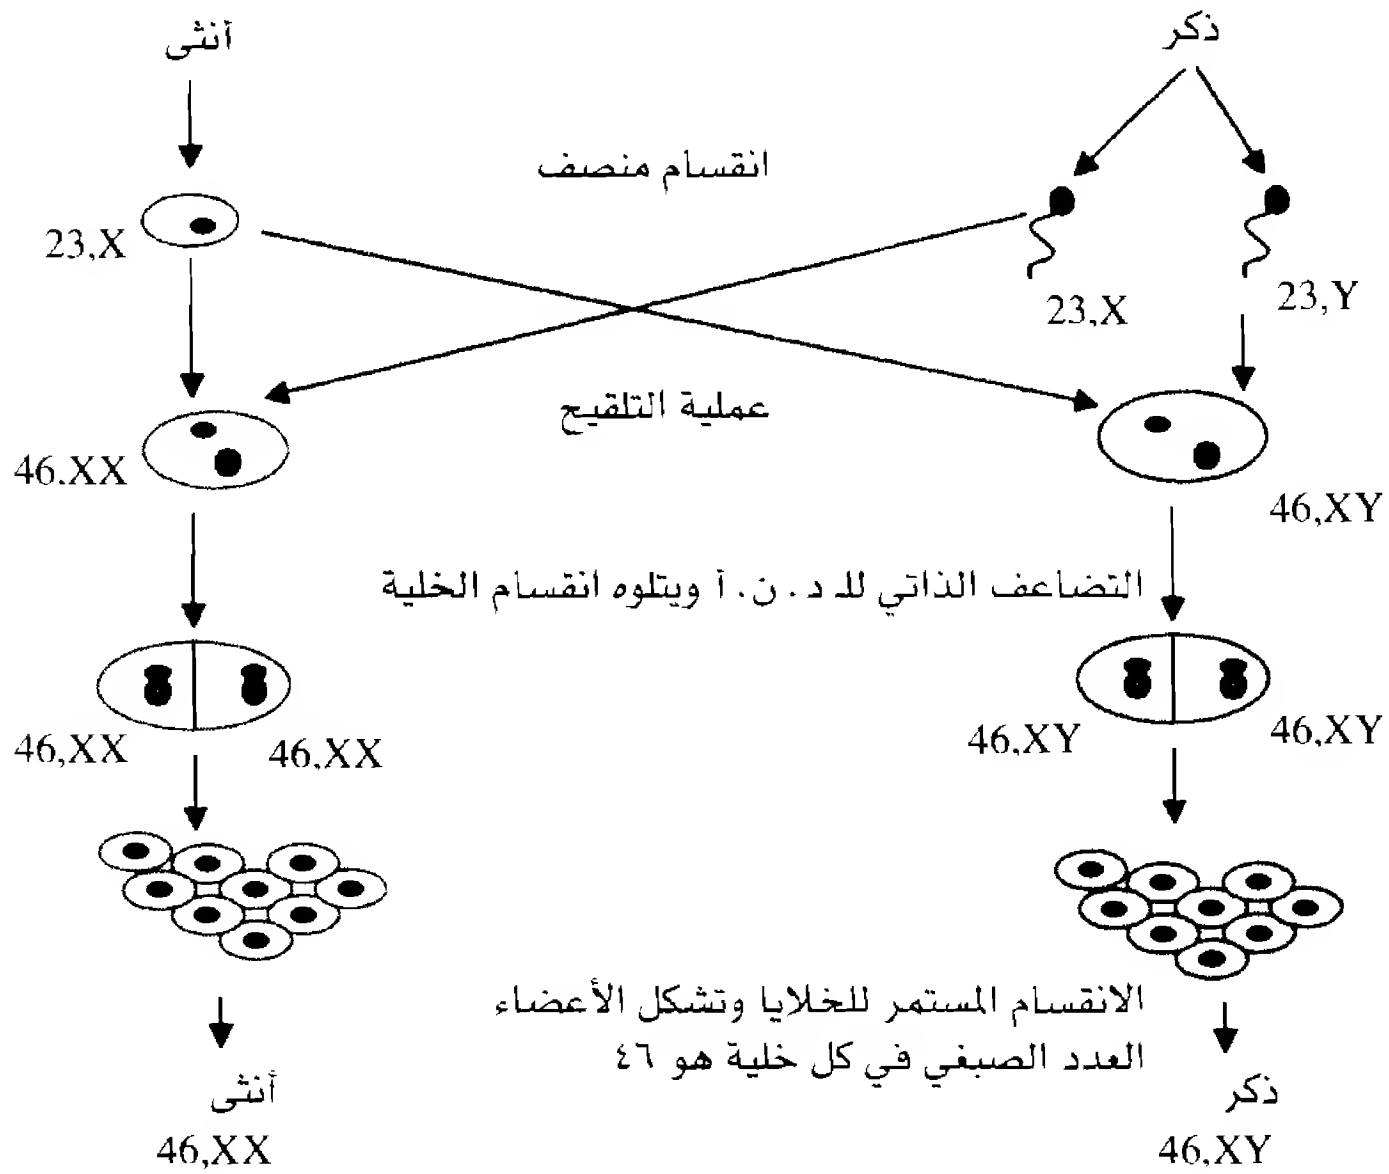 ذكر
أنثى
انقسام منصف
23,X
23,X
23,Y
عملية التلقيح
46.XX
46,XY
التضاعف الذاتي للـ د . ن . آ ويتلوه انقسام الخلية
46,XX
46,XX
46,XY
46,XY
الانقسام المستمر للخلايا وتشكل الأعضاء
العدد الصبغي في كل خلية هو ٤٦
ذكر
46,XY
أنثى
46,XX